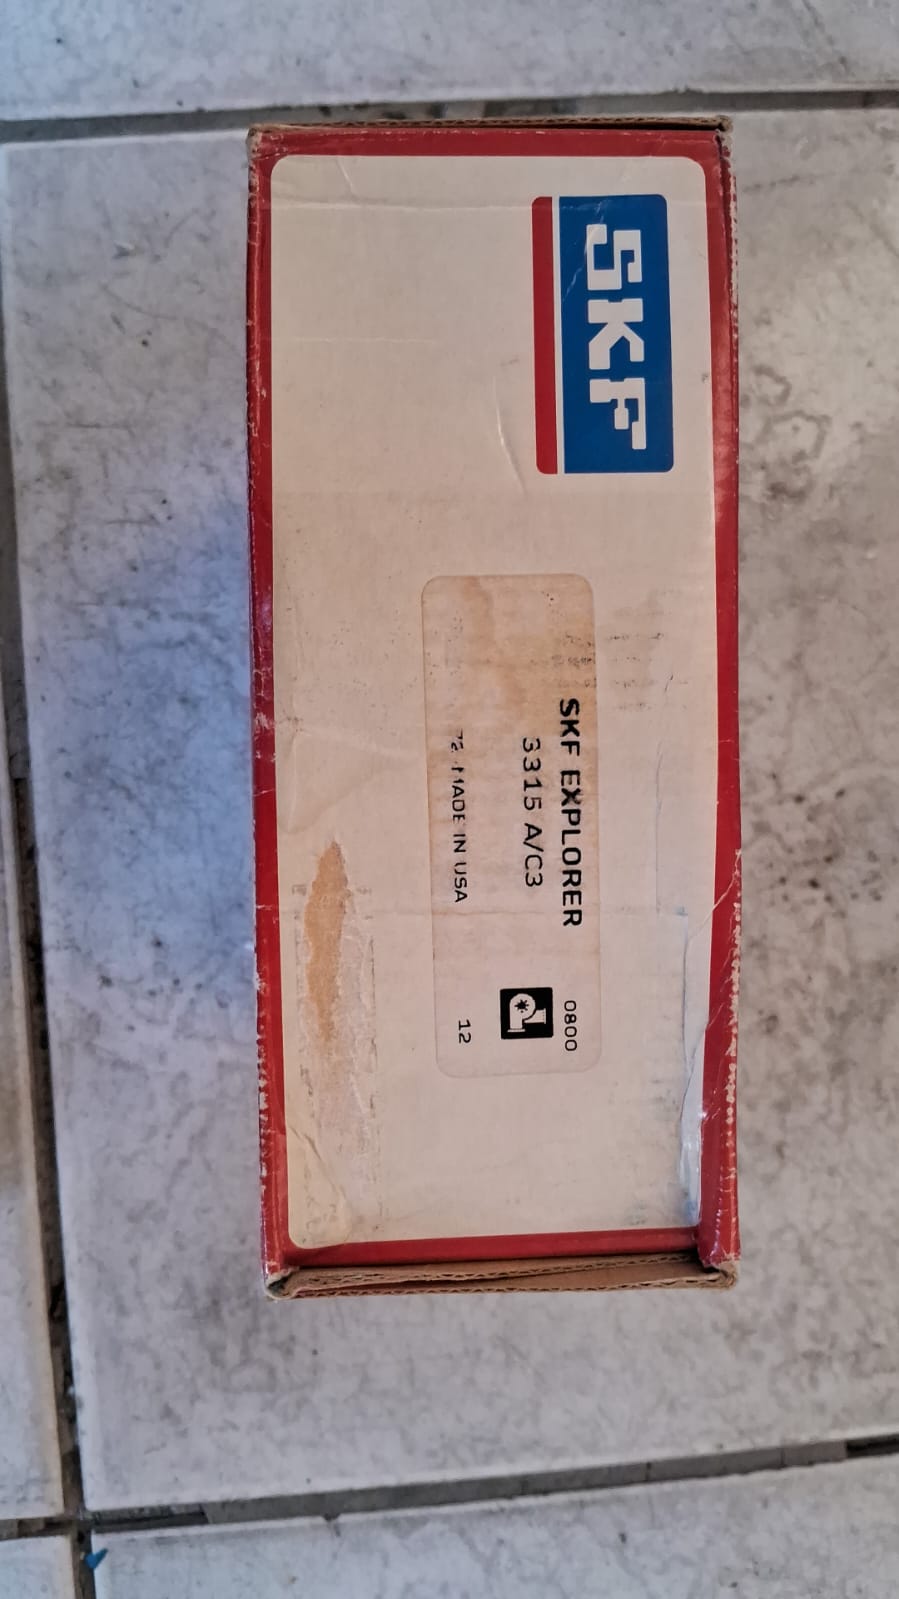 SKF
SKF EXPLORER
0800
3315 A/C3
MADE IN USA
12